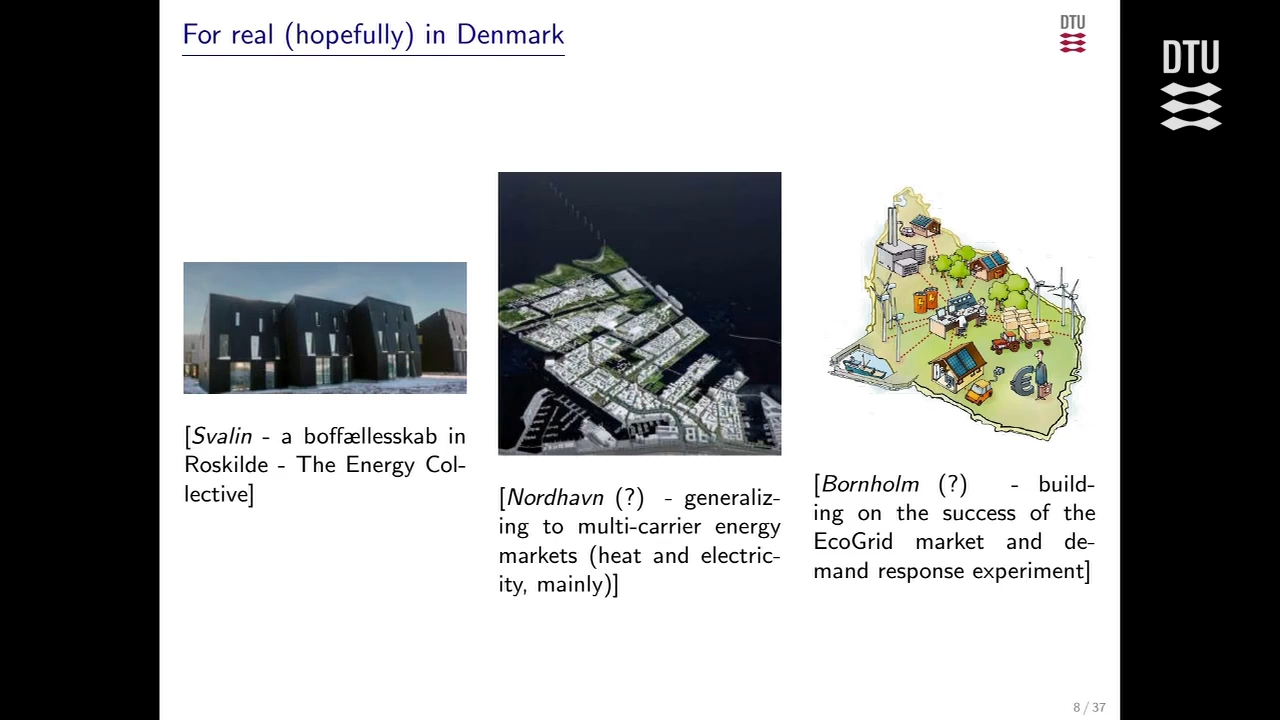 For real (hopefully) in Denmark
DTU
DTU
[Svalin - a boffællesskab in
Roskilde - The Energy Col-
lective]
[Nordhavn (?) - generaliz-
ing to multi-carrier energy
markets (heat and electric-
ity, mainly)]
€
[Bornholm (?) - build-
ing on the success of the
EcoGrid market and de-
mand response experiment]
8 / 37